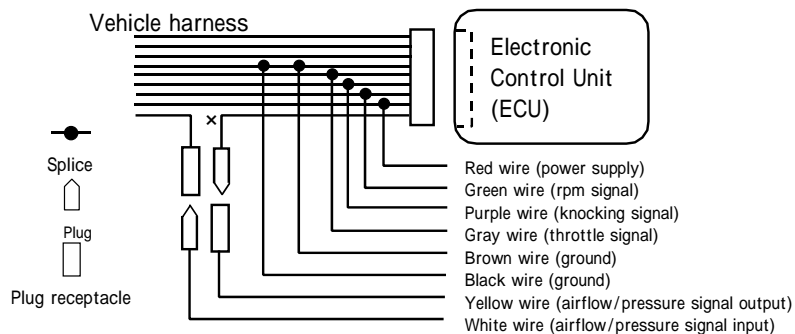 Vehicle harness
Electronic
Control Unit
(ECU)
Splice
Plug
Plug receptacle
Red wire (power supply)
Green wire (rpm signal)
Purple wire (knocking signal)
Gray wire (throttle signal)
Brown wire (ground)
Black wire (ground)
Yellow wire (airflow/pressure signal output)
White wire (airflow/pressure signal input)